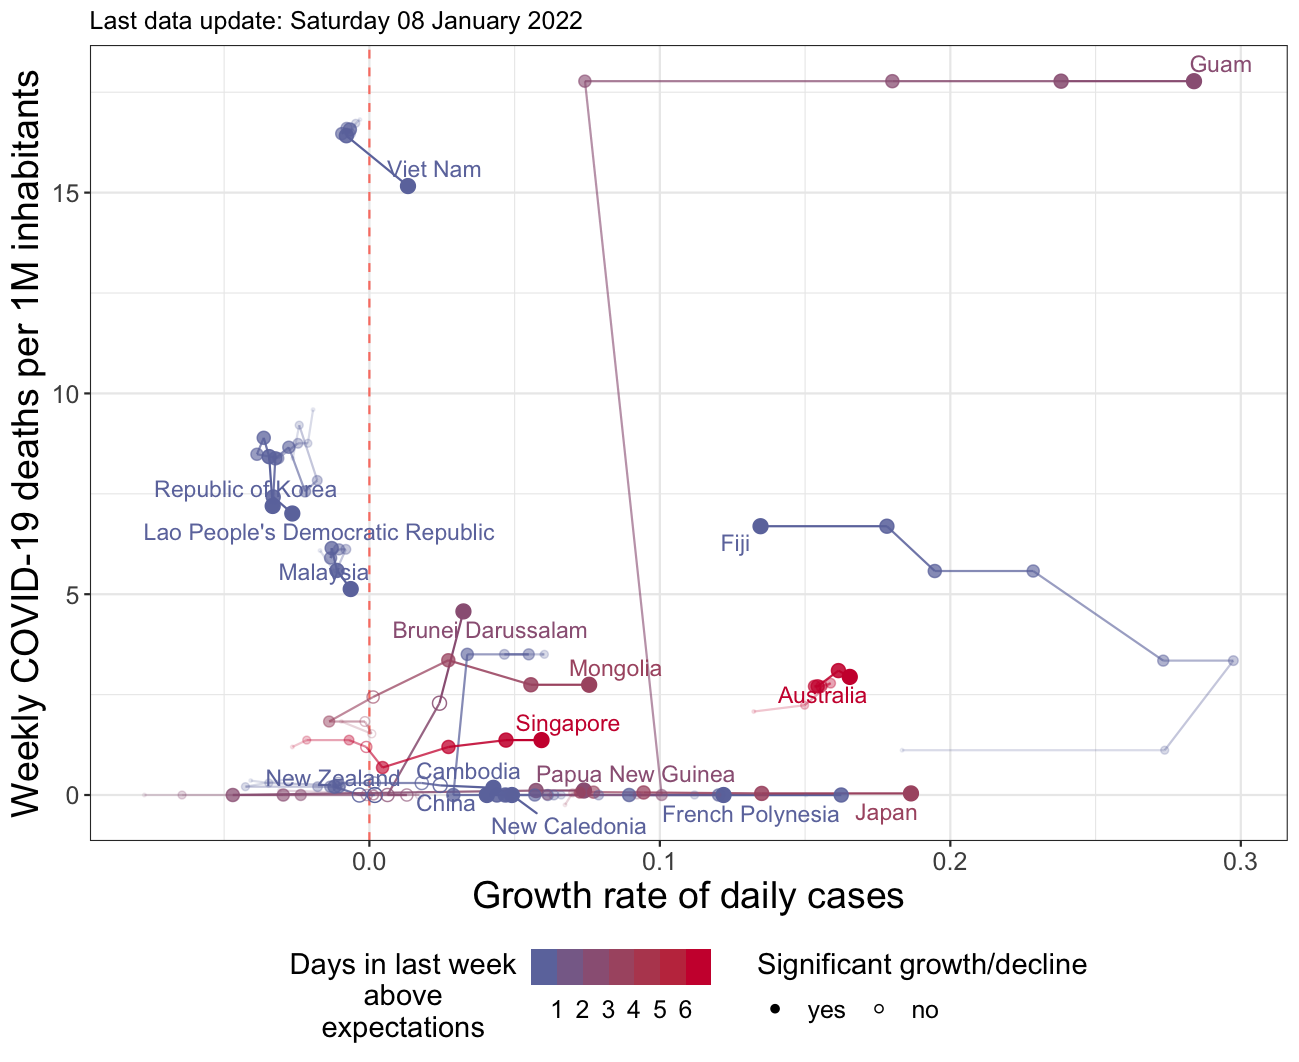 Last data update: Saturday 08 January 2022
Weekly COVID-19 deaths per 1M inhabitants
Guam
Viet Nam
15
10
Republic of Korea
Lao People's Democratic Republic
Fiji
Malaysia
5
Brunei Darussalam
Mongolia
Australia
Singapore
New Zealand
Cambodia
Papua New Guinea
0
China
French Polynesia
Japan
New Caledonia
0.0 0.1 0.2 0.3
Growth rate of daily cases
Days in last week
above
expectations
1 2 3 4 5 6
Significant growth/decline
yes no